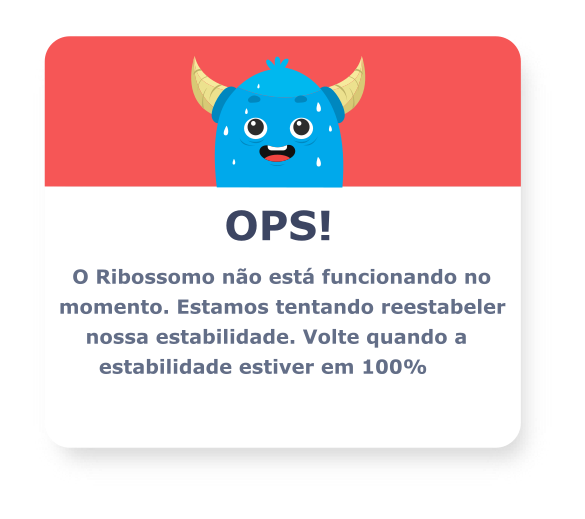 OPS!
O Ribossomo não está funcionando no
momento. Estamos tentando reestabeler
nossa estabilidade. Volte quando a
estabilidade estiver em 100%